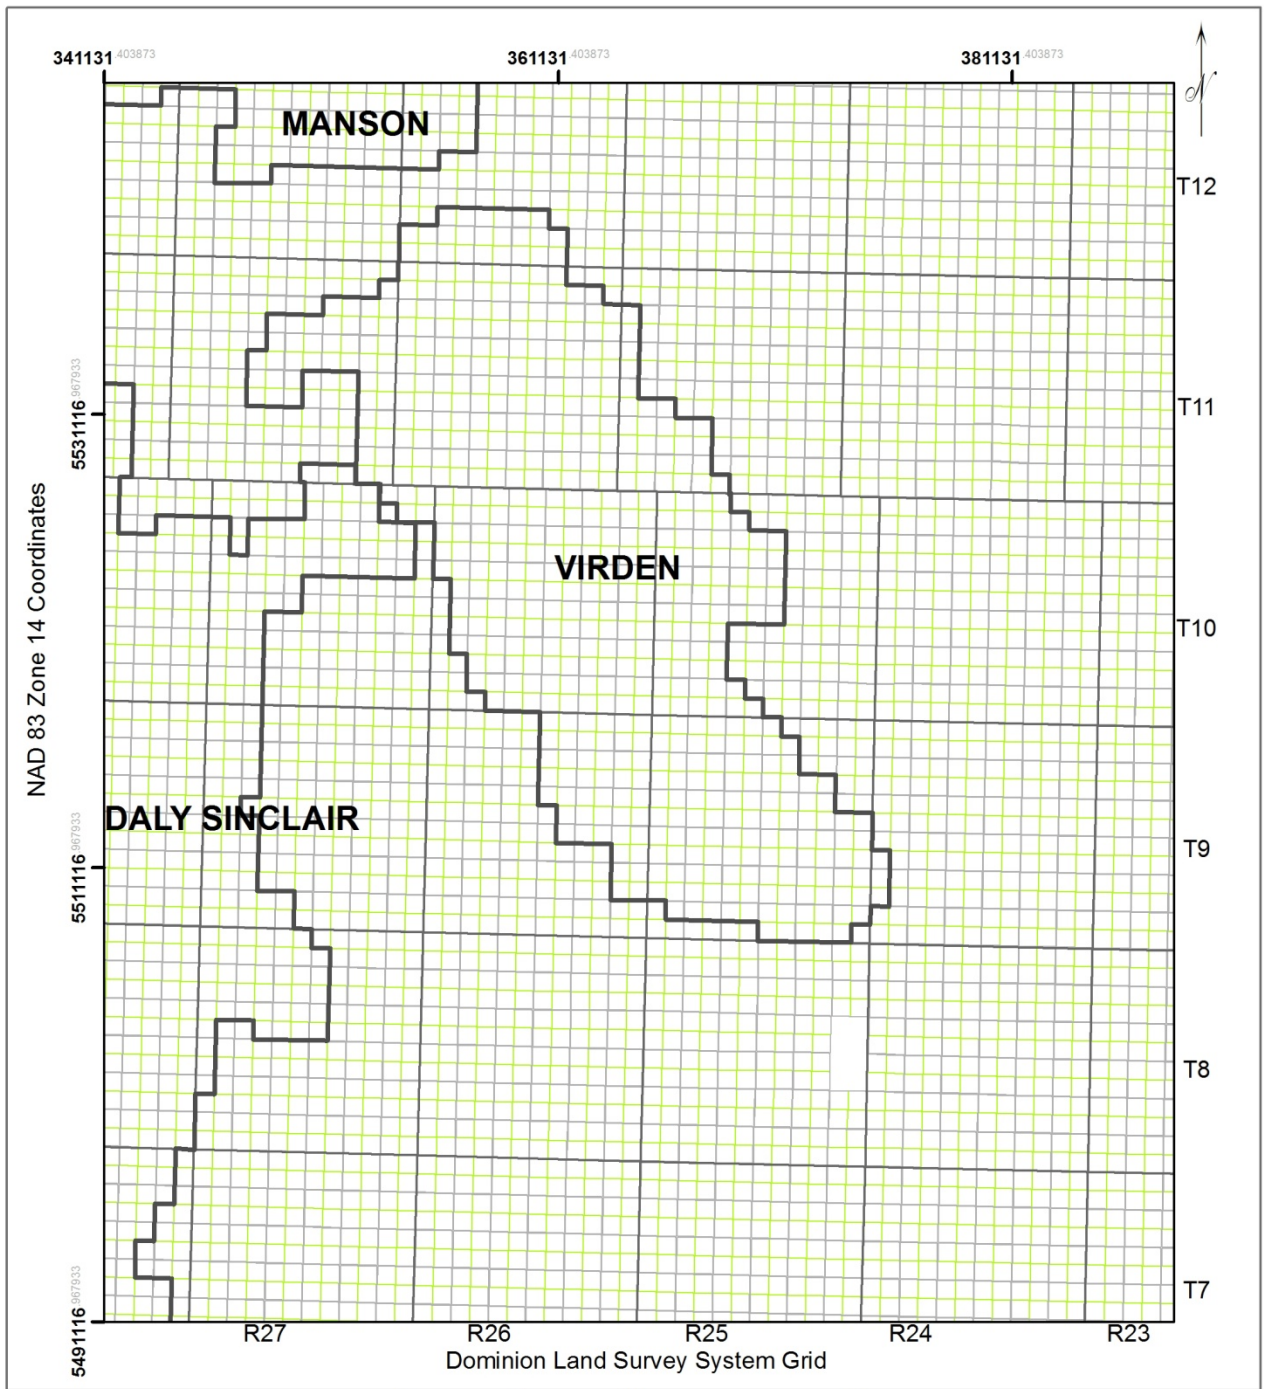 341131.403873 361131.403873 381131.403873
N
MANSON
T12
5531116.967933
T11
VIRDEN
T10
NAD 83 Zone 14 Coordinates
DALY SINCLAIR
5511116.967933
T9
T8
5491116.967933
T7
R27 R26 R25 R24 R23
Dominion Land Survey System Grid